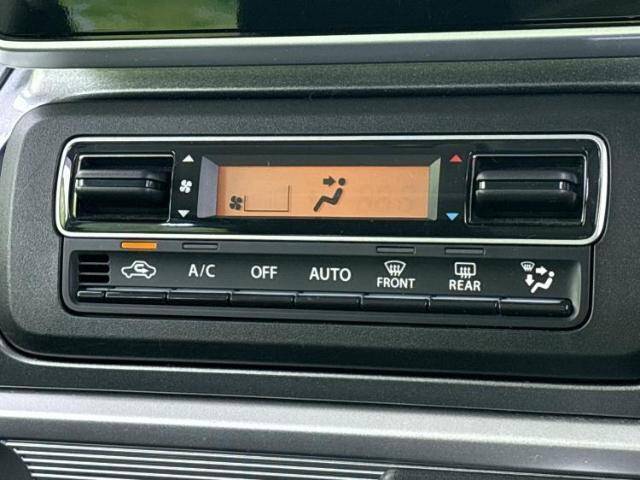 A/C OFF AUTO FRONT REAR